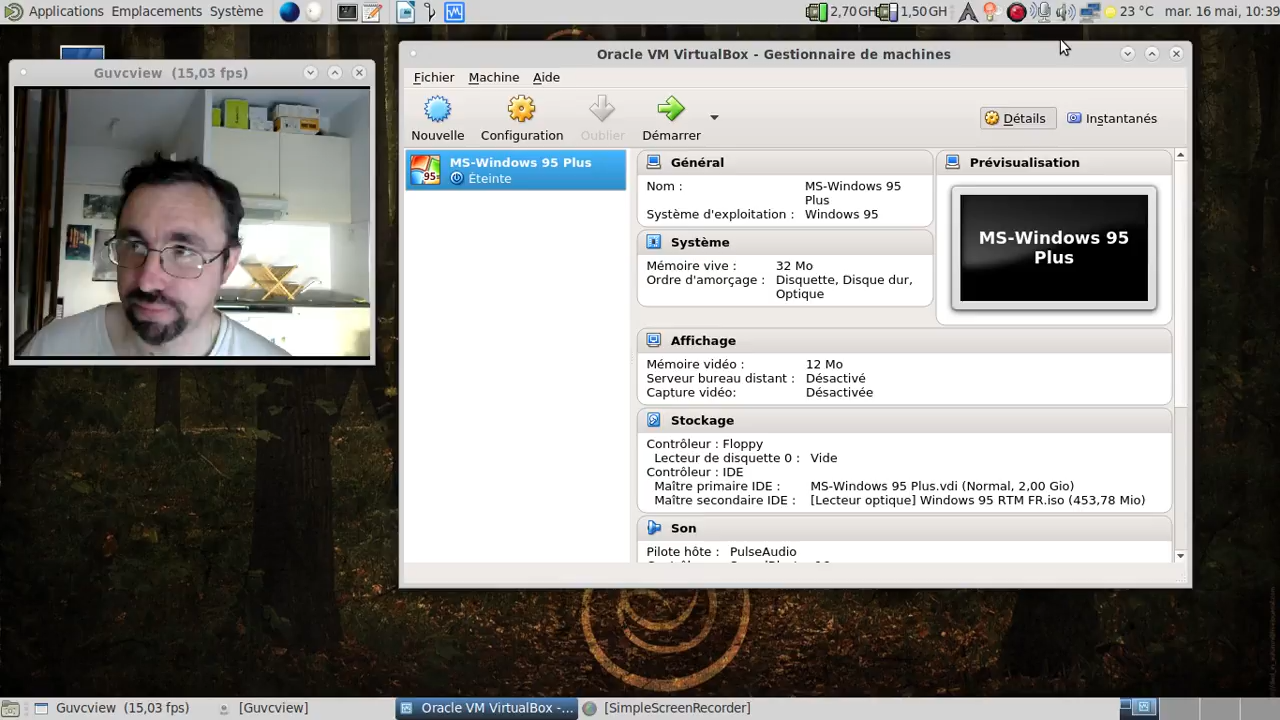 Applications Emplacements Système 2,70 GH 1,50 GH 23 °C mar. 16 mai, 10:39
Guvcview (15,03 fps)
Oracle VM VirtualBox - Gestionnaire de machines
Fichier Machine Aide
Nouvelle Configuration Oublier Démarrer Détails Instantanés
MS-Windows 95 Plus
Éteinte
95
Général
Nom : MS-Windows 95
Plus
Système d'exploitation : Windows 95
Prévisualisation
MS-Windows 95
Plus
Système
Mémoire vive : 32 Mo
Ordre d'amorçage : Disquette, Disque dur,
Optique
Affichage
Mémoire vidéo : 12 Mo
Serveur bureau distant : Désactivé
Capture vidéo: Désactivée
Stockage
Contrôleur : Floppy
Lecteur de disquette 0 : Vide
Contrôleur : IDE
Maître primaire IDE : MS-Windows 95 Plus.vdi (Normal, 2,00 Gio)
Maître secondaire IDE : [Lecteur optique] Windows 95 RTM FR.iso (453,78 Mio)
Son
Pilote hôte : PulseAudio
Guvcview (15,03 fps) [Guvcview] Oracle VM VirtualBox -... [SimpleScreenRecorder]